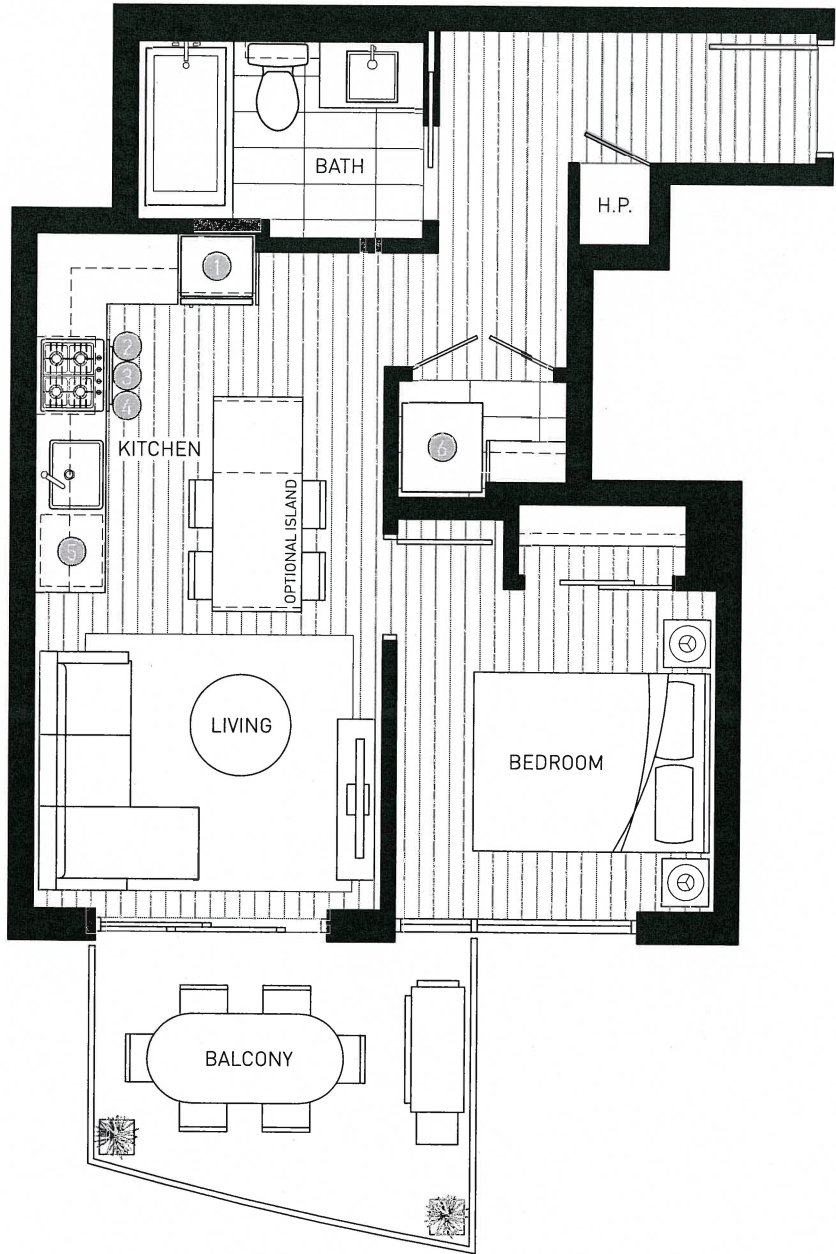 BATH
H.P.
1
2
3
4
KITCHEN
6
OPTIONAL ISLAND
5
LIVING
BEDROOM
BALCONY